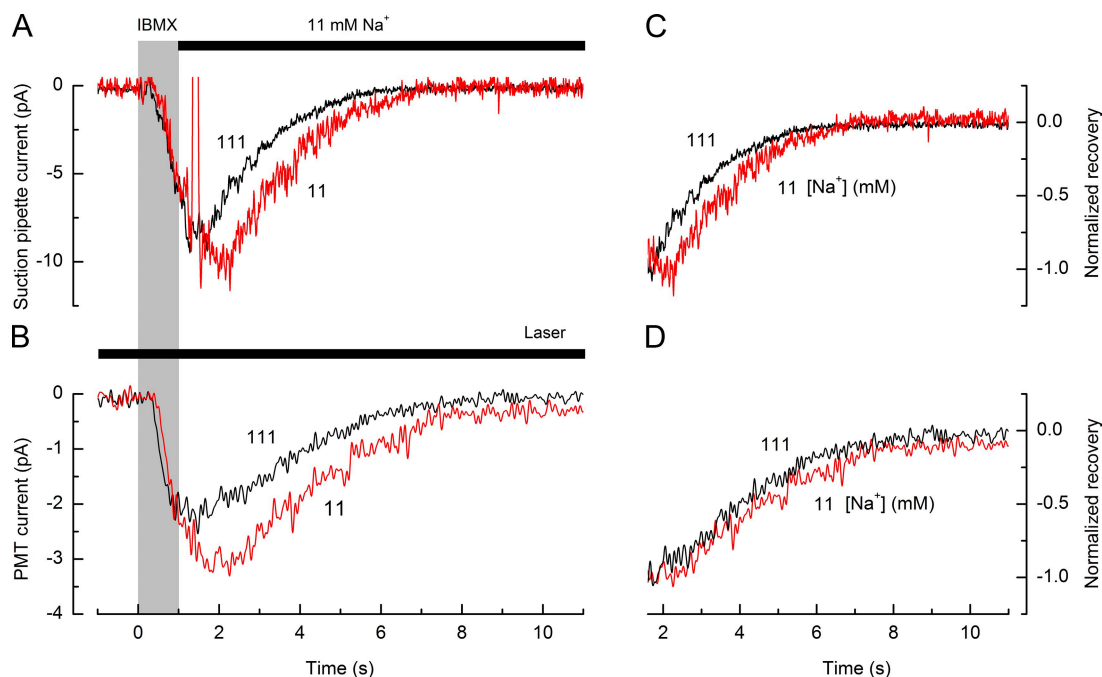 A
IBMX
11 mM Na⁺
0
-5
-10
Suction pipette current (pA)
111
11
C
111
11 [Na⁺] (mM)
0.0
-0.5
-1.0
Normalized recovery
B
Laser
0
-1
-2
-3
-4
PMT current (pA)
111
11
0 2 4 6 8 10
Time (s)
D
111
11 [Na⁺] (mM)
0.0
-0.5
-1.0
Normalized recovery
2 4 6 8 10
Time (s)